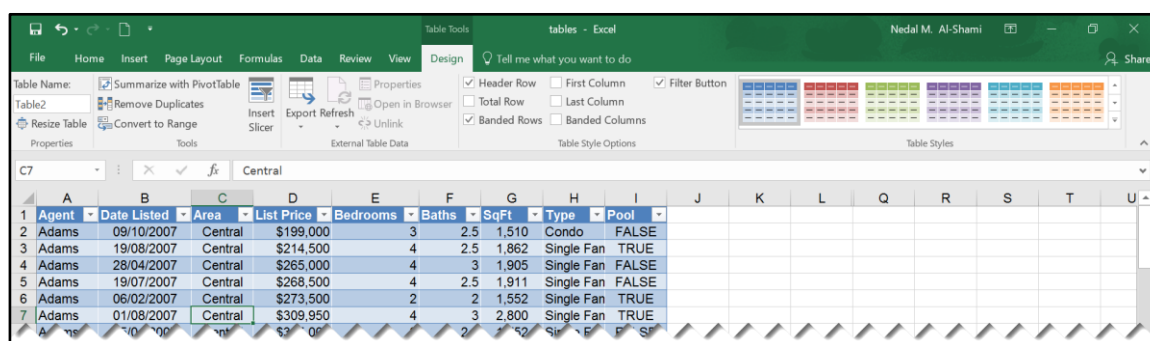 Table Tools tables - Excel Nedal M. Al-Shami
File Home Insert Page Layout Formulas Data Review View Design Tell me what you want to do Share
Table Name: Summarize with PivotTable Properties Header Row First Column Filter Button
Table2 Remove Duplicates Open in Browser Total Row Last Column
Resize Table Convert to Range Insert Slicer Export Refresh Unlink Banded Rows Banded Columns
Properties Tools External Table Data Table Style Options Table Styles
C7 fx Central
A B C D E F G H I J K L Q R S T U
1 Agent Date Listed Area List Price Bedrooms Baths SqFt Type Pool
2 Adams 09/10/2007 Central $199,000 3 2.5 1,510 Condo FALSE
3 Adams 19/08/2007 Central $214,500 4 2.5 1,862 Single Fan TRUE
4 Adams 28/04/2007 Central $265,000 4 3 1,905 Single Fan FALSE
5 Adams 19/07/2007 Central $268,500 4 2.5 1,911 Single Fan FALSE
6 Adams 06/02/2007 Central $273,500 2 2 1,552 Single Fan TRUE
7 Adams 01/08/2007 Central $309,950 4 3 2,800 Single Fan TRUE